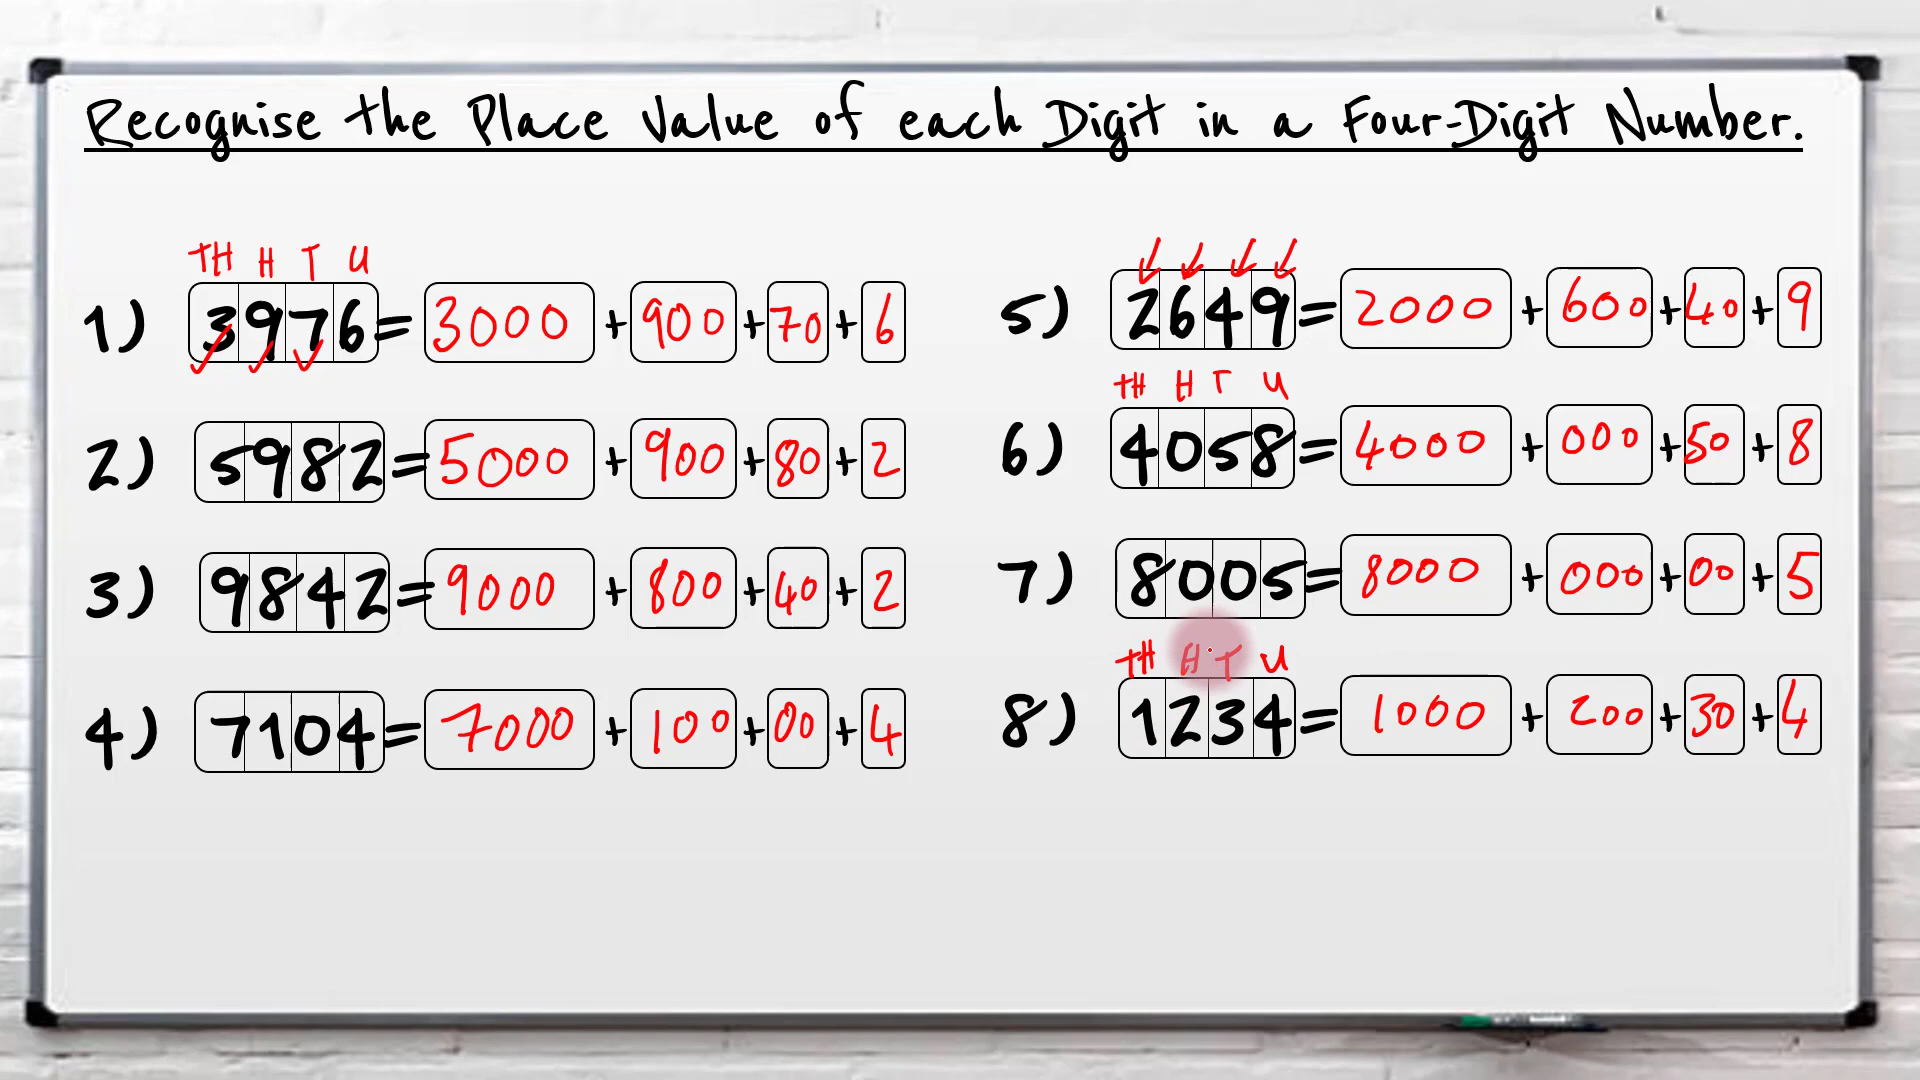 Recognise the Place Value of each Digit in a Four-Digit Number.
TH H T U
1) 3976 = 3000 + 900 + 70 + 6
2) 5982 = 5000 + 900 + 80 + 2
3) 9842 = 9000 + 800 + 40 + 2
4) 7104 = 7000 + 100 + 00 + 4
5) 2649 = 2000 + 600 + 40 + 9
TH H T U
6) 4058 = 4000 + 000 + 50 + 8
7) 8005 = 8000 + 000 + 00 + 5
TH H T U
8) 1234 = 1000 + 200 + 30 + 4